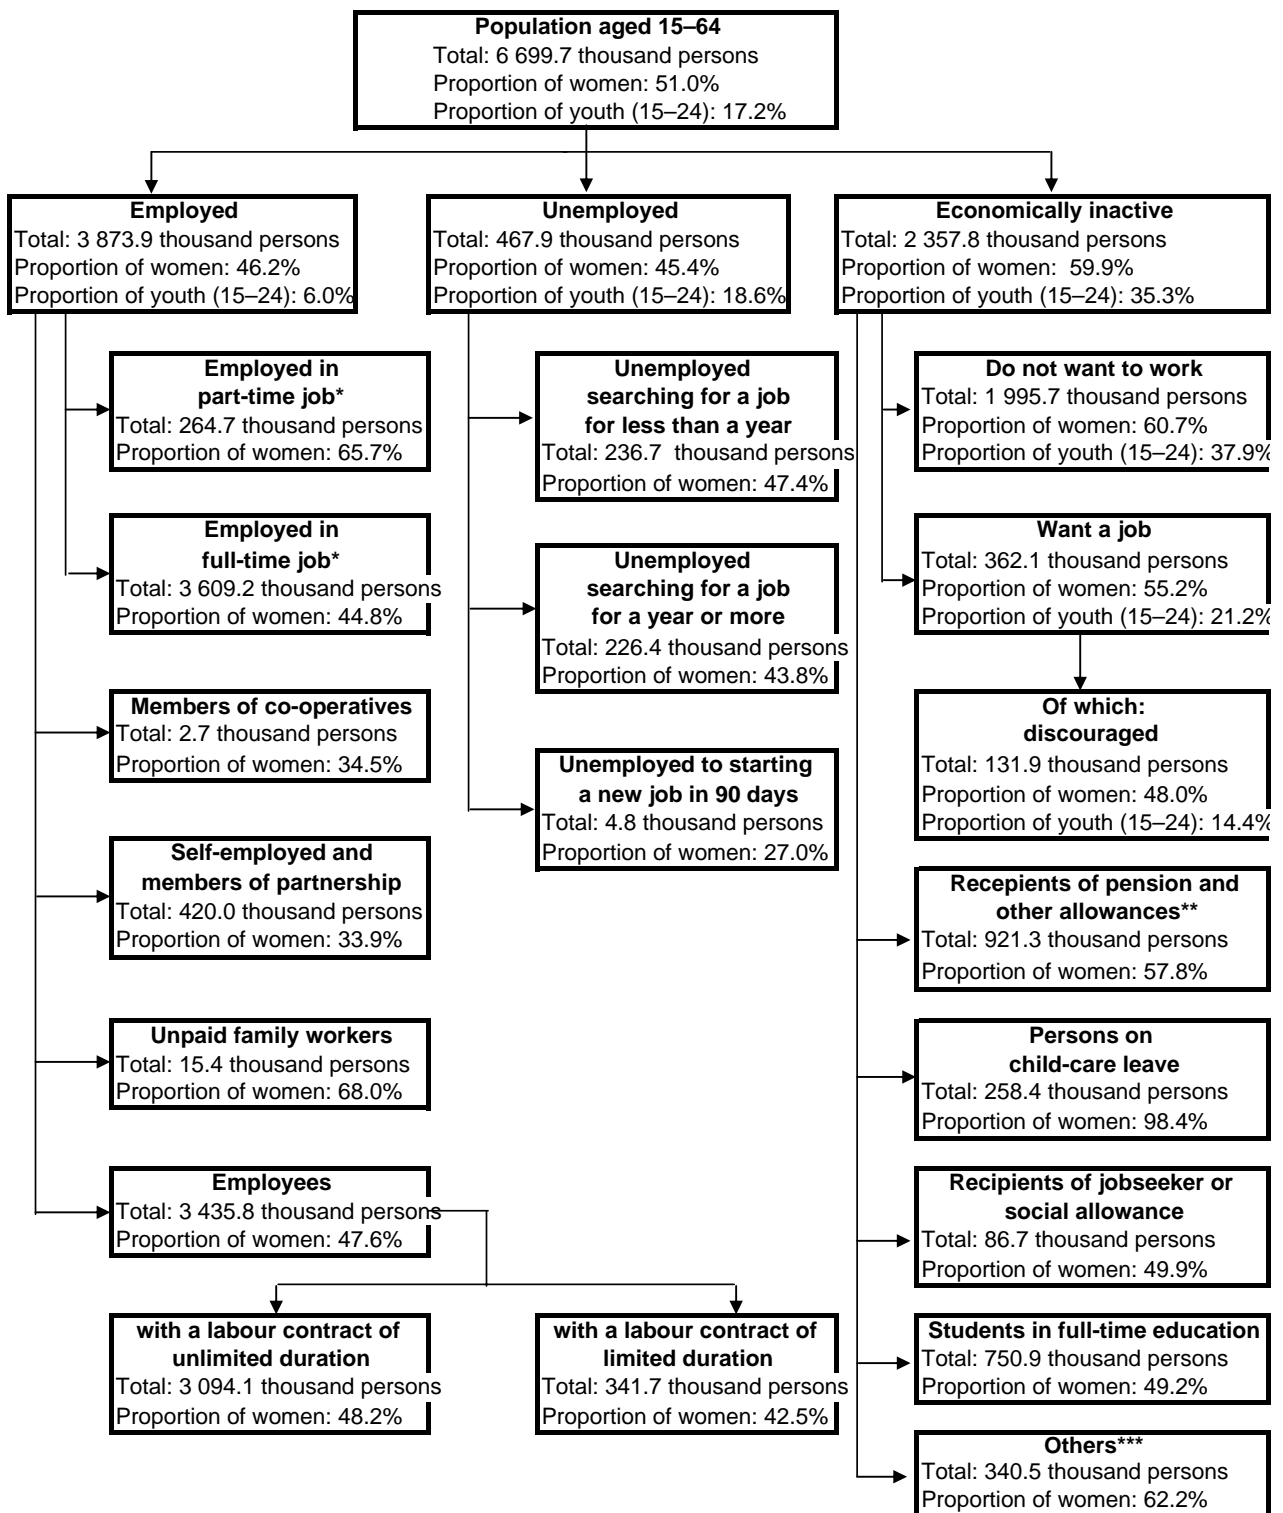 Population aged 15–64
Total: 6 699.7 thousand persons
Proportion of women: 51.0%
Proportion of youth (15–24): 17.2%
Employed
Total: 3 873.9 thousand persons
Proportion of women: 46.2%
Proportion of youth (15–24): 6.0%
Unemployed
Total: 467.9 thousand persons
Proportion of women: 45.4%
Proportion of youth (15–24): 18.6%
Economically inactive
Total: 2 357.8 thousand persons
Proportion of women: 59.9%
Proportion of youth (15–24): 35.3%
Employed in
part-time job*
Total: 264.7 thousand persons
Proportion of women: 65.7%
Employed in
full-time job*
Total: 3 609.2 thousand persons
Proportion of women: 44.8%
Members of co-operatives
Total: 2.7 thousand persons
Proportion of women: 34.5%
Self-employed and
members of partnership
Total: 420.0 thousand persons
Proportion of women: 33.9%
Unpaid family workers
Total: 15.4 thousand persons
Proportion of women: 68.0%
Employees
Total: 3 435.8 thousand persons
Proportion of women: 47.6%
with a labour contract of
unlimited duration
Total: 3 094.1 thousand persons
Proportion of women: 48.2%
with a labour contract of
limited duration
Total: 341.7 thousand persons
Proportion of women: 42.5%
Unemployed
searching for a job
for less than a year
Total: 236.7 thousand persons
Proportion of women: 47.4%
Unemployed
searching for a job
for a year or more
Total: 226.4 thousand persons
Proportion of women: 43.8%
Unemployed to starting
a new job in 90 days
Total: 4.8 thousand persons
Proportion of women: 27.0%
Do not want to work
Total: 1 995.7 thousand persons
Proportion of women: 60.7%
Proportion of youth (15–24): 37.9%
Want a job
Total: 362.1 thousand persons
Proportion of women: 55.2%
Proportion of youth (15–24): 21.2%
Of which:
discouraged
Total: 131.9 thousand persons
Proportion of women: 48.0%
Proportion of youth (15–24): 14.4%
Recepients of pension and
other allowances**
Total: 921.3 thousand persons
Proportion of women: 57.8%
Persons on
child-care leave
Total: 258.4 thousand persons
Proportion of women: 98.4%
Recipients of jobseeker or
social allowance
Total: 86.7 thousand persons
Proportion of women: 49.9%
Students in full-time education
Total: 750.9 thousand persons
Proportion of women: 49.2%
Others***
Total: 340.5 thousand persons
Proportion of women: 62.2%